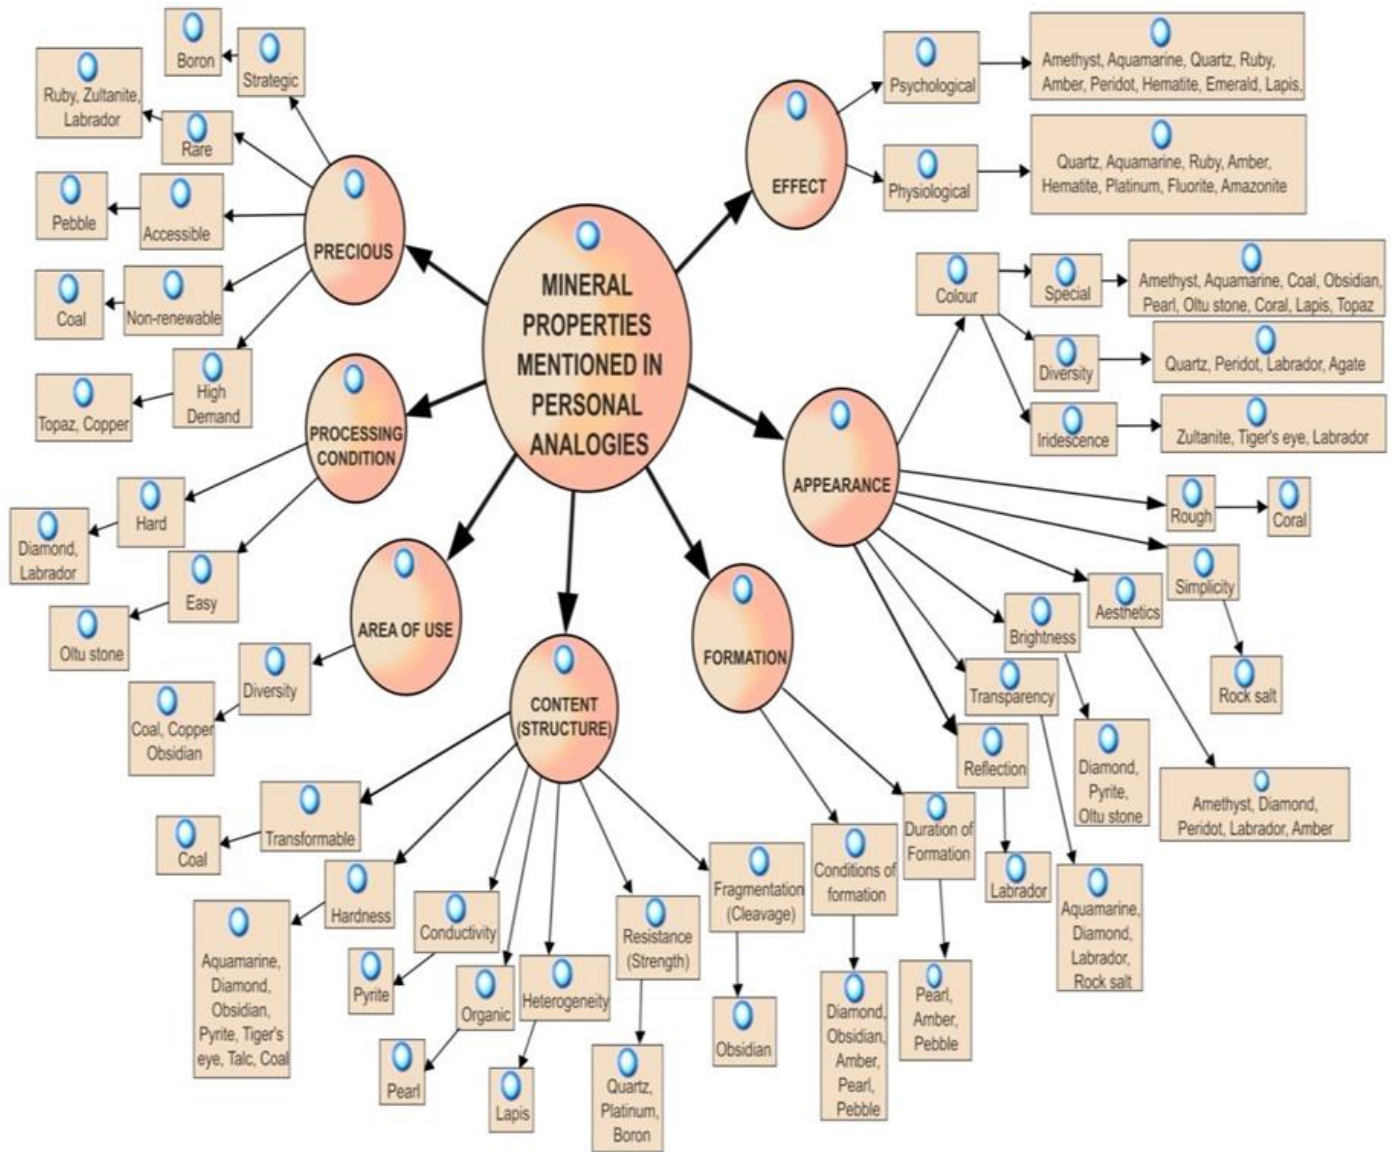 MINERAL
PROPERTIES
MENTIONED IN
PERSONAL
ANALOGIES
PRECIOUS
Strategic
Boron
Rare
Ruby, Zultanite,
Labrador
Accessible
Pebble
Non-renewable
Coal
High
Demand
Topaz, Copper
PROCESSING
CONDITION
Hard
Diamond,
Labrador
Easy
Oltu stone
AREA OF USE
Diversity
Coal, Copper
Obsidian
CONTENT
(STRUCTURE)
Transformable
Coal
Hardness
Aquamarine,
Diamond,
Obsidian,
Pyrite, Tiger's
eye, Talc, Coal
Conductivity
Pyrite
Organic
Pearl
Heterogeneity
Lapis
Resistance
(Strength)
Quartz,
Platinum,
Boron
Fragmentation
(Cleavage)
Obsidian
FORMATION
Conditions of
formation
Diamond,
Obsidian,
Amber,
Pearl,
Pebble
Duration of
Formation
Pearl,
Amber,
Pebble
APPEARANCE
Colour
Special
Amethyst, Aquamarine, Coal, Obsidian,
Pearl, Oltu stone, Coral, Lapis, Topaz
Diversity
Quartz, Peridot, Labrador, Agate
Iridescence
Zultanite, Tiger's eye, Labrador
Rough
Coral
Simplicity
Rock salt
Aesthetics
Amethyst, Diamond,
Peridot, Labrador, Amber
Brightness
Diamond,
Pyrite,
Oltu stone
Transparency
Aquamarine,
Diamond,
Labrador,
Rock salt
Reflection
Labrador
EFFECT
Psychological
Amethyst, Aquamarine, Quartz, Ruby,
Amber, Peridot, Hematite, Emerald, Lapis,
Physiological
Quartz, Aquamarine, Ruby, Amber,
Hematite, Platinum, Fluorite, Amazonite